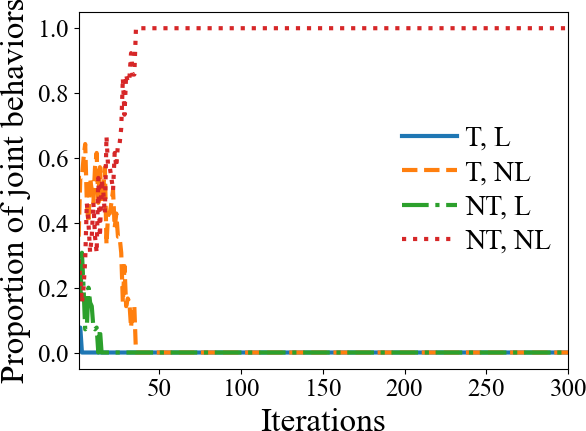 Proportion of joint behaviors
1.0
0.8
0.6
0.4
0.2
0.0
T, L
T, NL
NT, L
NT, NL
50
100
150
200
250
300
Iterations